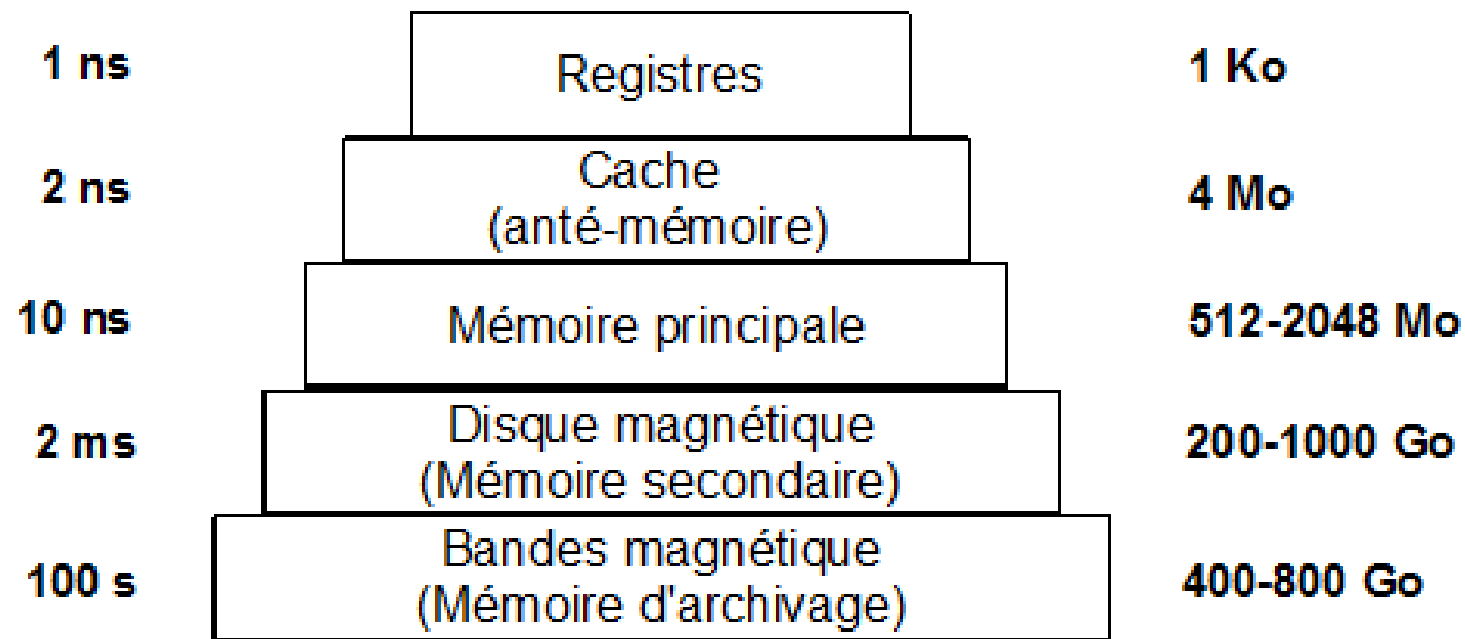 1 ns
Registres
1 Ko
2 ns
Cache
(anté-mémoire)
4 Mo
10 ns
Mémoire principale
512-2048 Mo
2 ms
Disque magnétique
(Mémoire secondaire)
200-1000 Go
100 s
Bandes magnétique
(Mémoire d'archivage)
400-800 Go